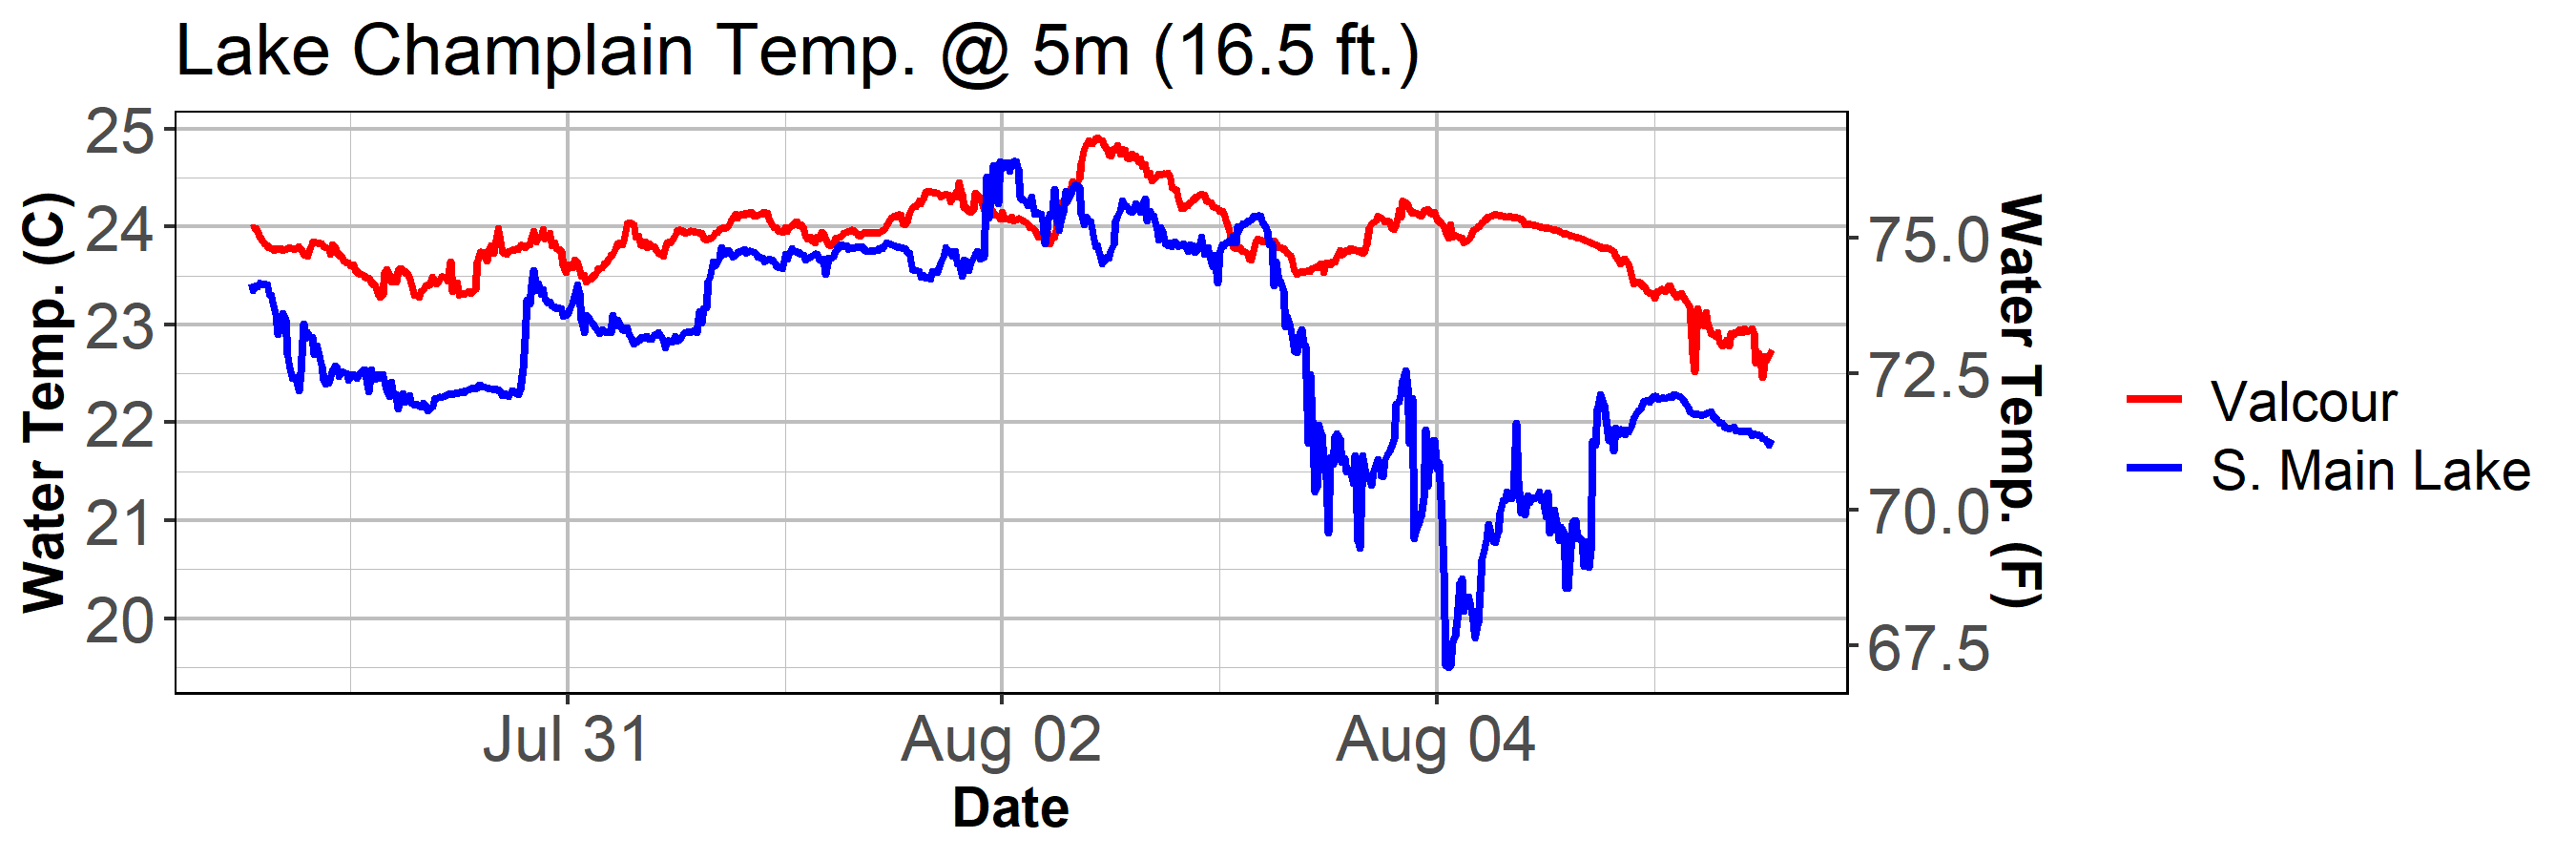 Lake Champlain Temp. @ 5m (16.5 ft.)
Water Temp. (C)
25
24
23
22
21
20
75.0
72.5
70.0
67.5
Water Temp. (F)
Jul 31
Aug 02
Aug 04
Date
Valcour
S. Main Lake